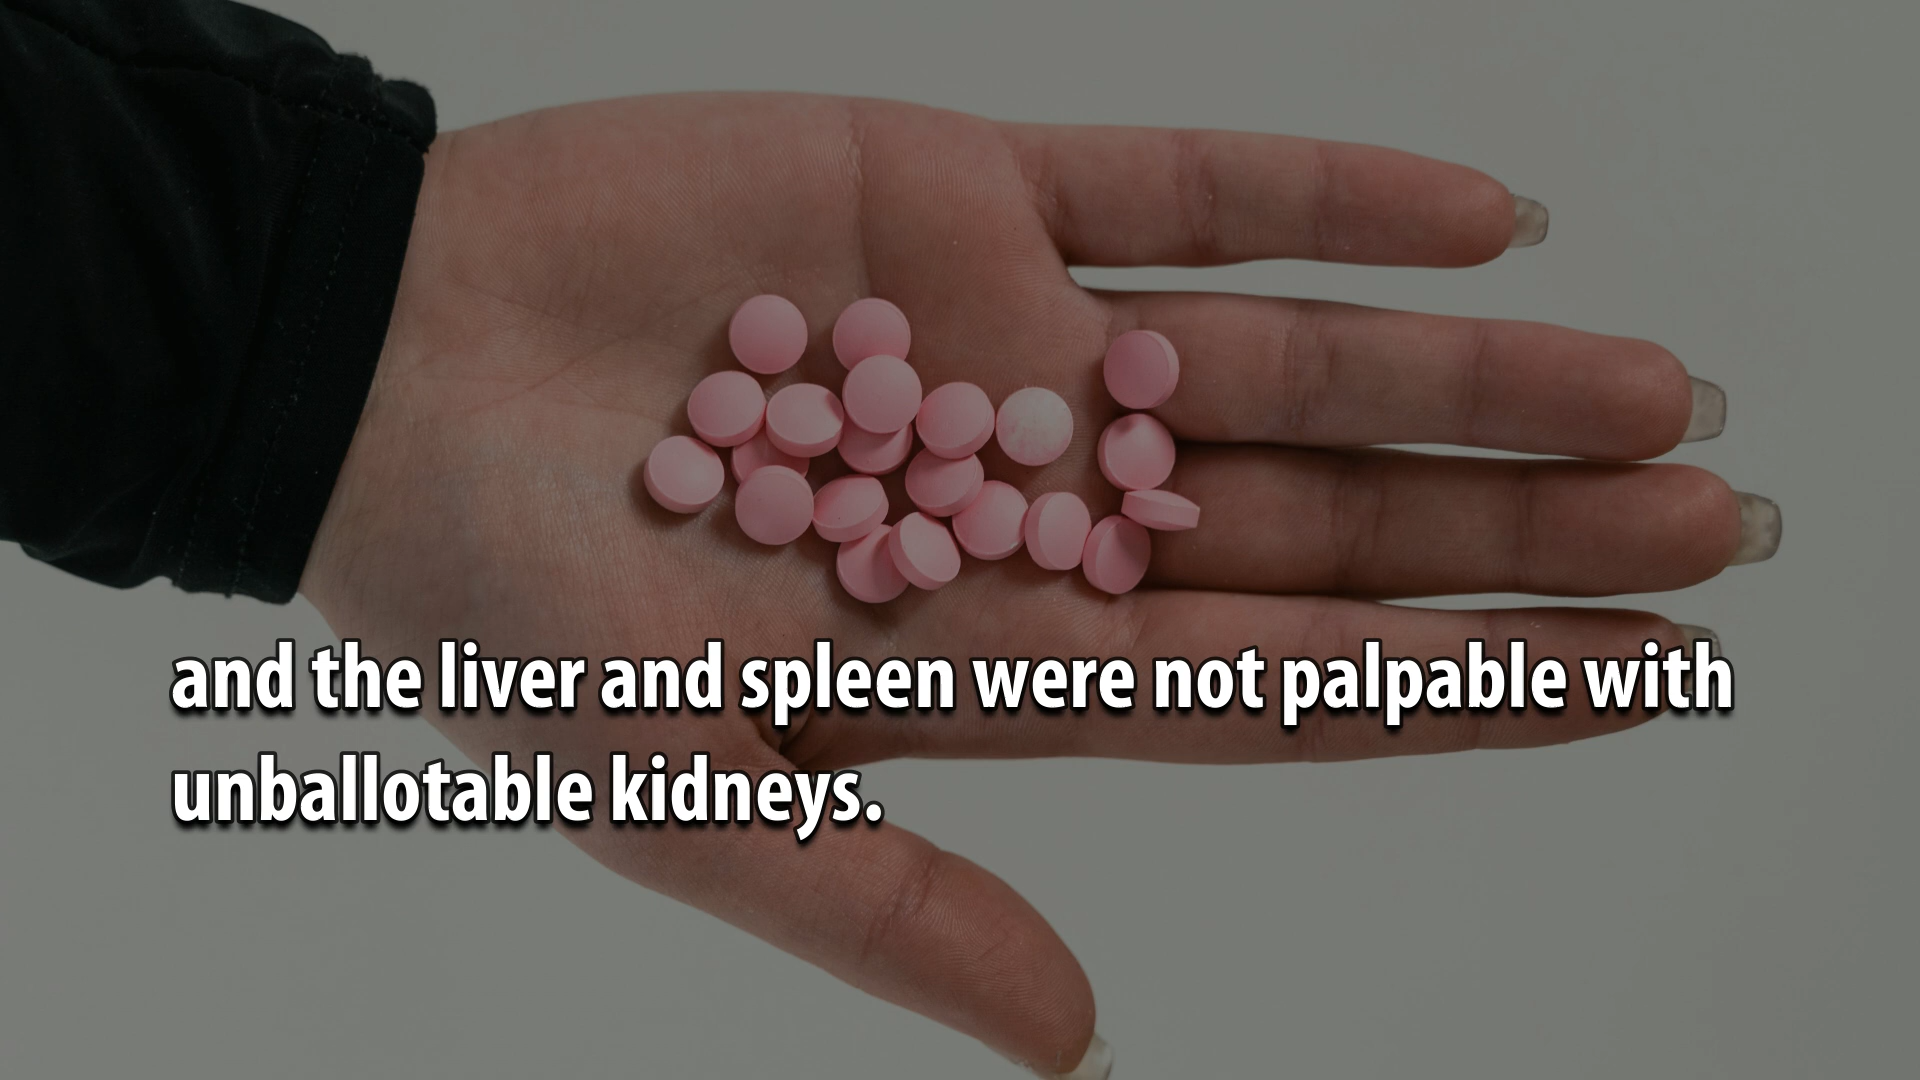 and the liver and spleen were not palpable with
unballotable kidneys.